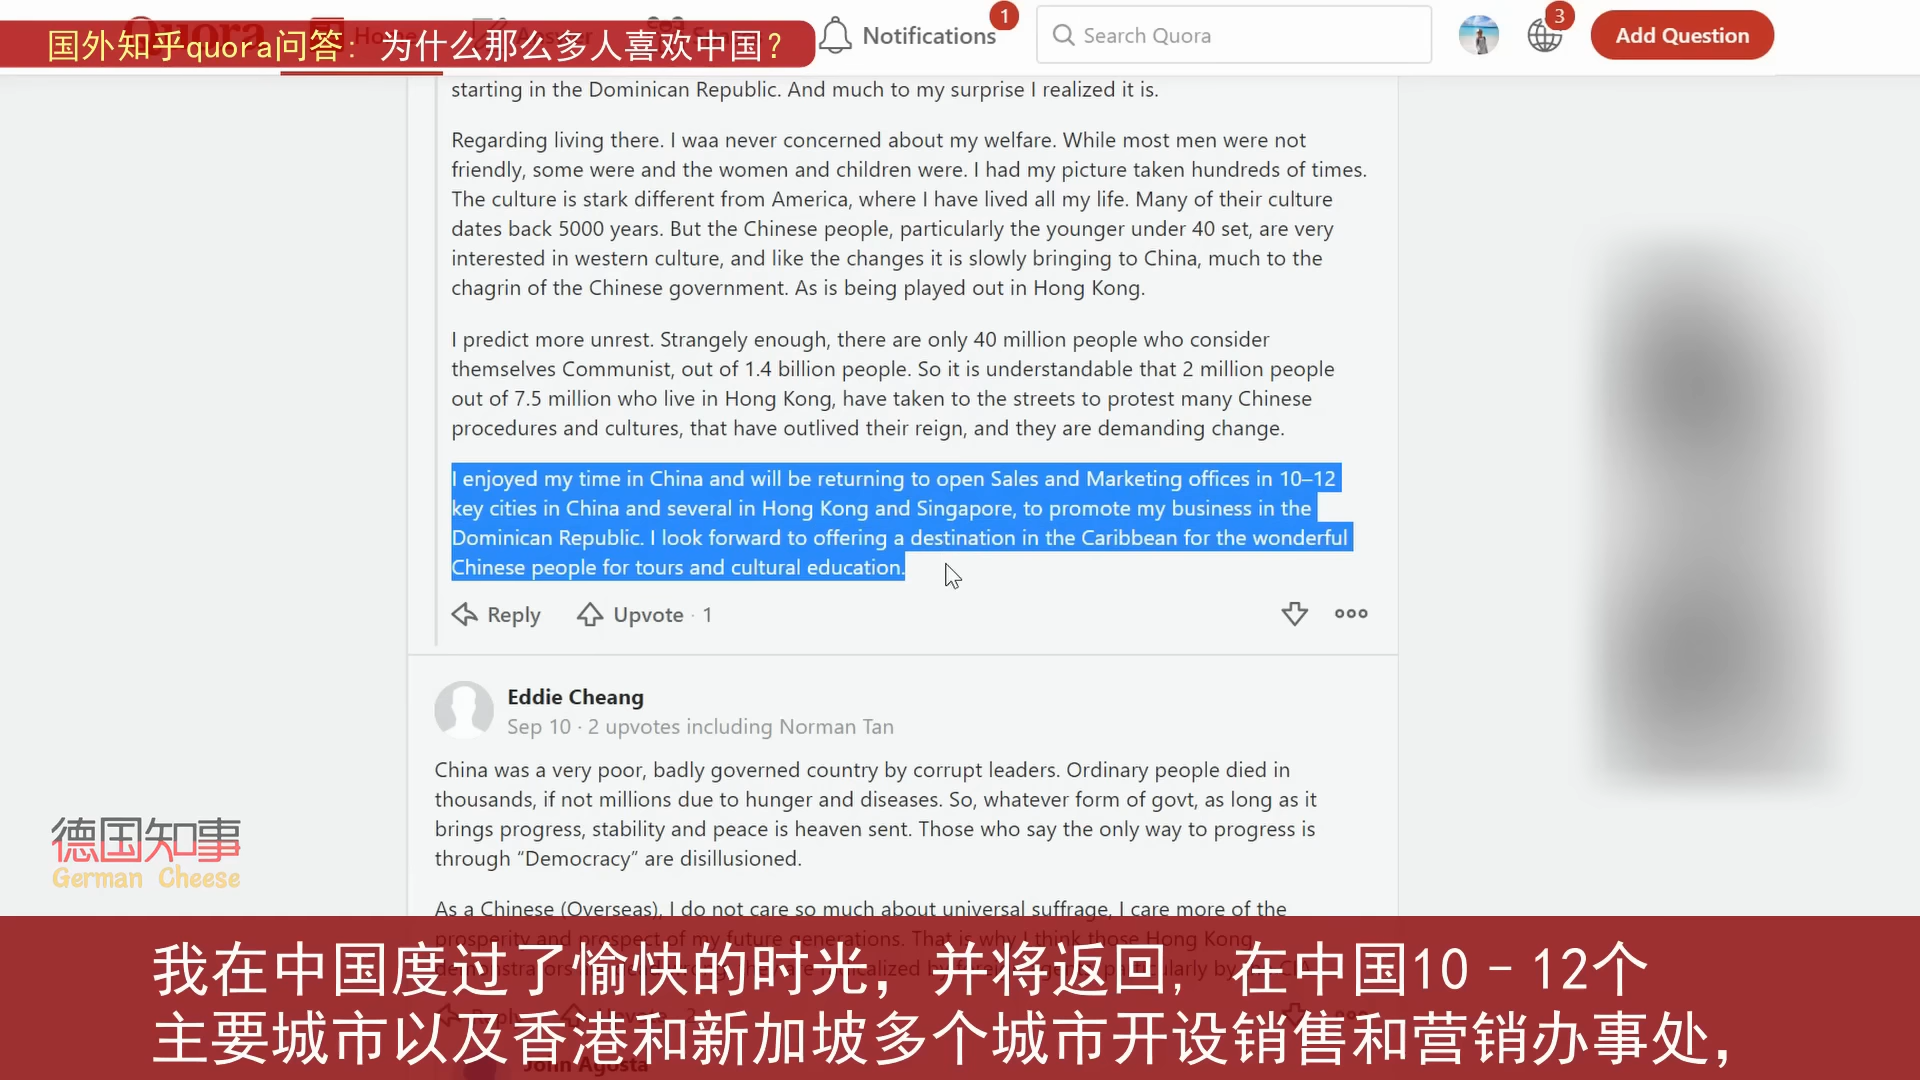 国外知乎quora问答：为什么那么多人喜欢中国？
Notifications
1
Search Quora
3
Add Question
starting in the Dominican Republic. And much to my surprise I realized it is.
Regarding living there. I waa never concerned about my welfare. While most men were not
friendly, some were and the women and children were. I had my picture taken hundreds of times.
The culture is stark different from America, where I have lived all my life. Many of their culture
dates back 5000 years. But the Chinese people, particularly the younger under 40 set, are very
interested in western culture, and like the changes it is slowly bringing to China, much to the
chagrin of the Chinese government. As is being played out in Hong Kong.
I predict more unrest. Strangely enough, there are only 40 million people who consider
themselves Communist, out of 1.4 billion people. So it is understandable that 2 million people
out of 7.5 million who live in Hong Kong, have taken to the streets to protest many Chinese
procedures and cultures, that have outlived their reign, and they are demanding change.
I enjoyed my time in China and will be returning to open Sales and Marketing offices in 10–12
key cities in China and several in Hong Kong and Singapore, to promote my business in the
Dominican Republic. I look forward to offering a destination in the Caribbean for the wonderful
Chinese people for tours and cultural education.
Reply Upvote · 1
Eddie Cheang
Sep 10 · 2 upvotes including Norman Tan
China was a very poor, badly governed country by corrupt leaders. Ordinary people died in
thousands, if not millions due to hunger and diseases. So, whatever form of govt, as long as it
brings progress, stability and peace is heaven sent. Those who say the only way to progress is
through “Democracy” are disillusioned.
As a Chinese (Overseas), I do not care so much about universal suffrage, I care more of the
prosperity and prospect of my future generations. That is why I think those Hong Kong
德国知事
German Cheese
我在中国度过了愉快的时光，并将返回，在中国10–12个
主要城市以及香港和新加坡多个城市开设销售和营销办事处，
John Agosta